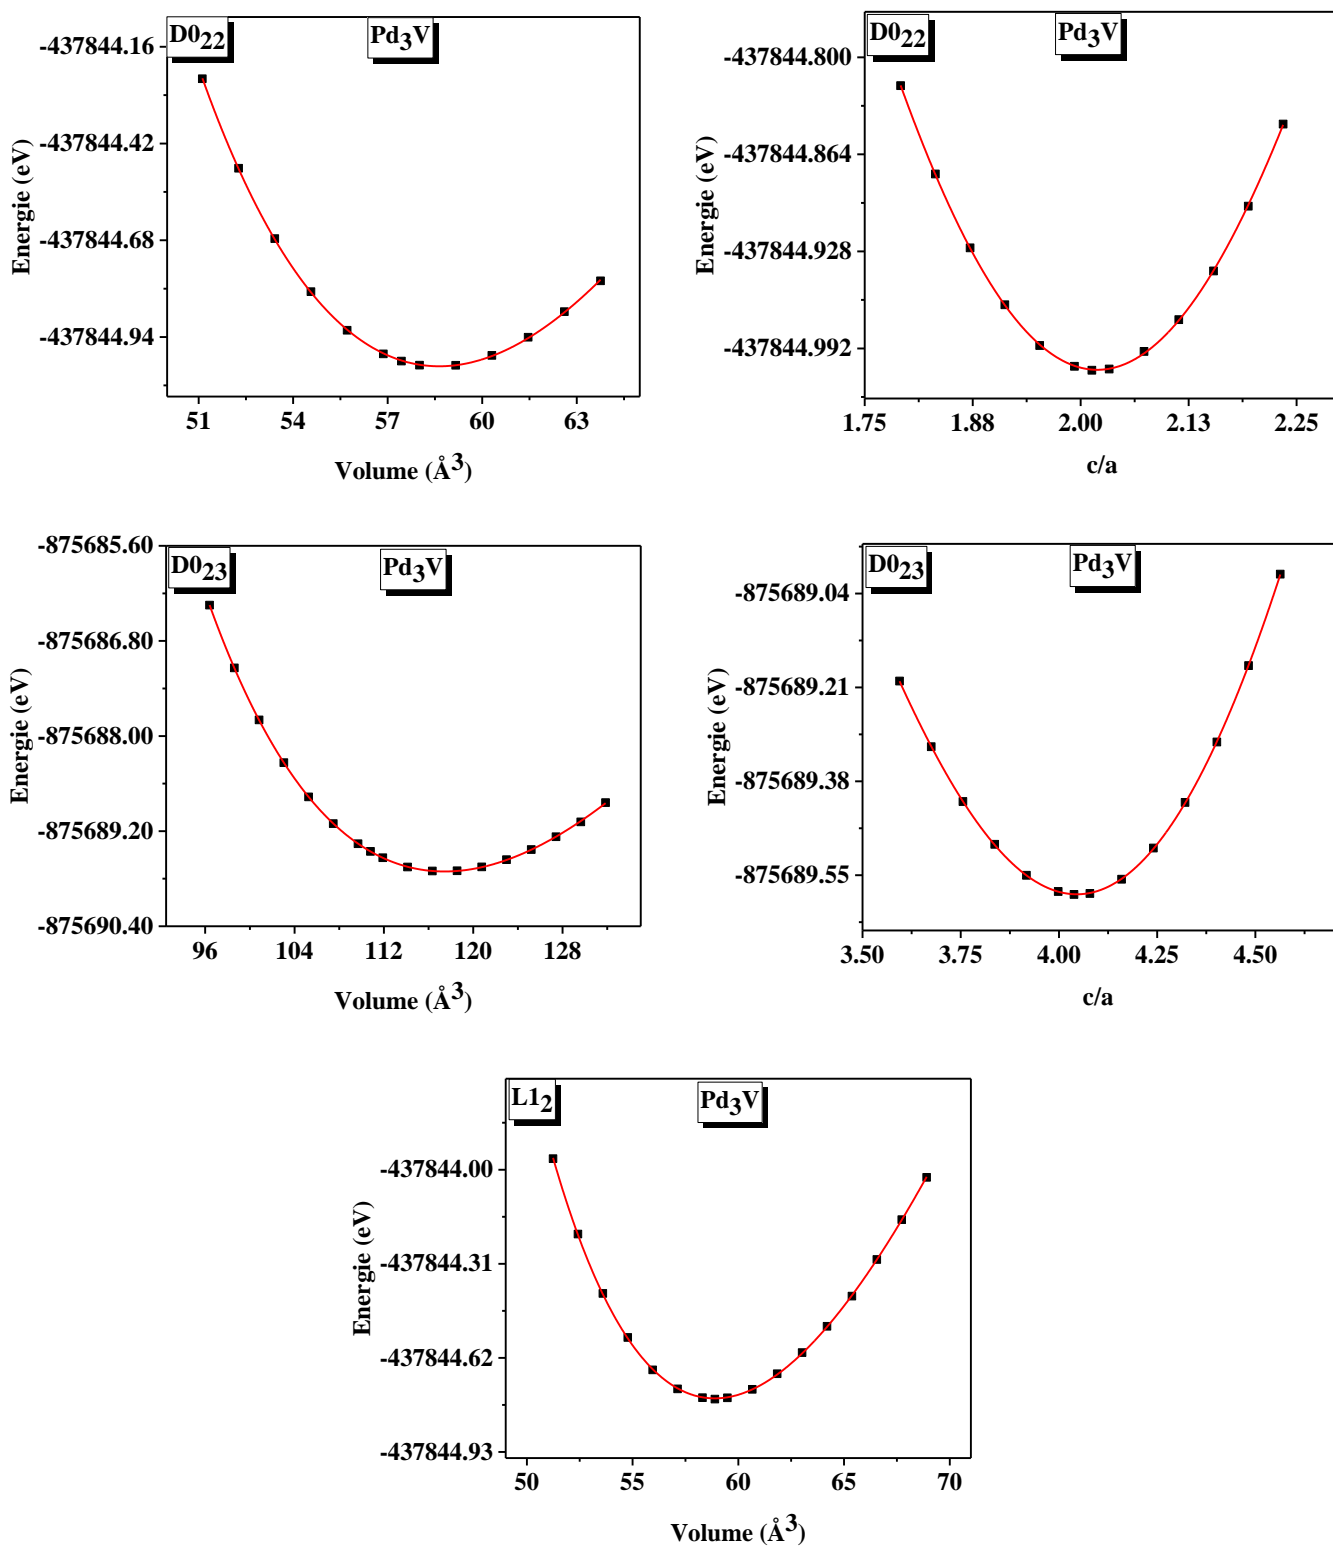 D0₂₂ Pd₃V
-437844.16
-437844.42
-437844.68
-437844.94
Energie (eV)
51 54 57 60 63
Volume (Å³)
D0₂₂ Pd₃V
-437844.800
-437844.864
-437844.928
-437844.992
Energie (eV)
1.75 1.88 2.00 2.13 2.25
c/a
D0₂₃ Pd₃V
-875685.60
-875686.80
-875688.00
-875689.20
-875690.40
Energie (eV)
96 104 112 120 128
Volume (Å³)
D0₂₃ Pd₃V
-875689.04
-875689.21
-875689.38
-875689.55
Energie (eV)
3.50 3.75 4.00 4.25 4.50
c/a
L1₂ Pd₃V
-437844.00
-437844.31
-437844.62
-437844.93
Energie (eV)
50 55 60 65 70
Volume (Å³)